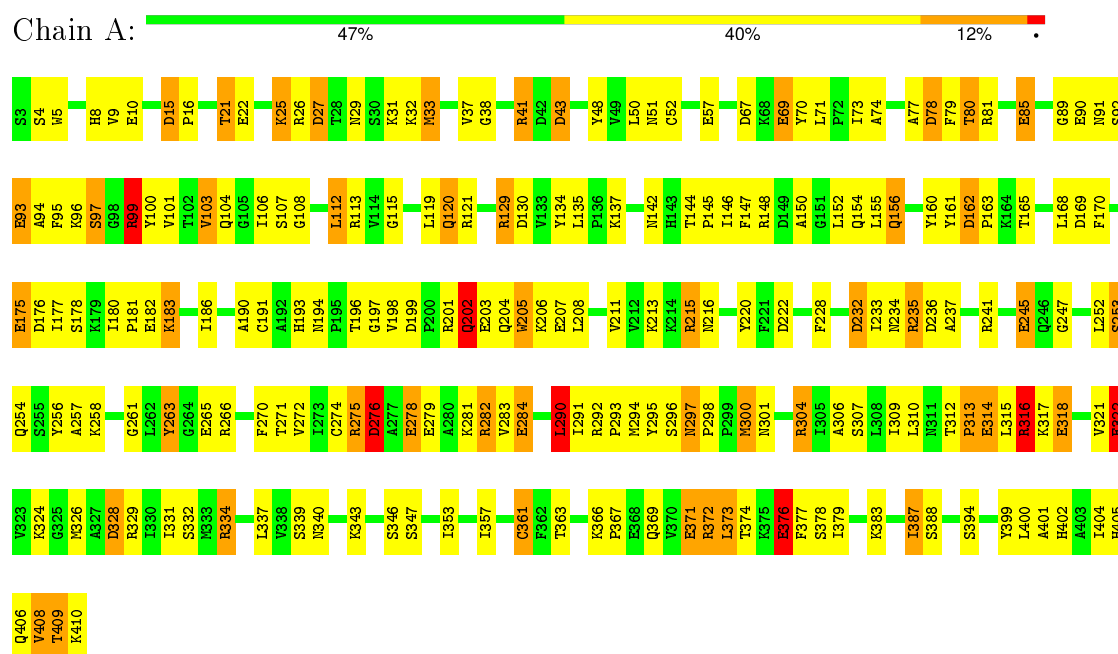 Chain A:
47% 40% 12% •
S3 S4 W5 H8 V9 E10 D15 P16 T21 E22 K25 R26 D27 T28 N29 S30 K31 K32 M33 V37 G38 R41 D42 D43 Y48 V49 L50 N51 C52 E57 D67 K68 E69 Y70 L71 P72 I73 A74 A77 D78 F79 T80 R81 E85 G89 E90 N91 S92
E93 A94 F95 K96 S97 G98 R99 Y100 V101 T102 V103 Q104 G105 I106 S107 G108 L112 R113 V114 G115 L119 Q120 R121 R129 D130 V133 Y134 L135 P136 K137 N142 H143 T144 P145 I146 F147 R148 D149 A150 G151 L152 Q154 L155 Q156 Y160 Y161 D162 P163 K164 T165 L168 D169 F170
E175 D176 I177 S178 K179 I180 P181 E182 K183 I186 A190 C191 A192 H193 N194 P195 T196 G197 V198 D199 P200 R201 Q202 E203 Q204 W205 K206 E207 L208 V211 V212 K213 K214 R215 N216 Y220 F221 D222 F228 D232 I233 N234 R235 D236 A237 R241 E245 Q246 G247 L252 S253
Q254 S255 Y256 A257 K258 G261 L262 Y263 G264 E265 R266 F270 T271 V272 I273 C274 R275 D276 A277 E278 E279 A280 K281 R282 V283 E284 L290 I291 R292 P293 M294 Y295 S296 N297 P298 P299 M300 N301 R304 I305 A306 S307 L308 I309 L310 N311 T312 P313 E314 L315 R316 K317 E318 V321 E322
V323 K324 G325 M326 A327 D328 R329 I330 I331 S332 M333 R334 L337 V338 S339 N340 K343 S346 S347 I353 I357 C361 F362 T363 K366 P367 E368 Q369 V370 E371 R372 L373 T374 K375 E376 F377 S378 I379 K383 I387 S388 S394 Y399 L400 A401 H402 A403 I404 H405
Q406 V408 T409 K410